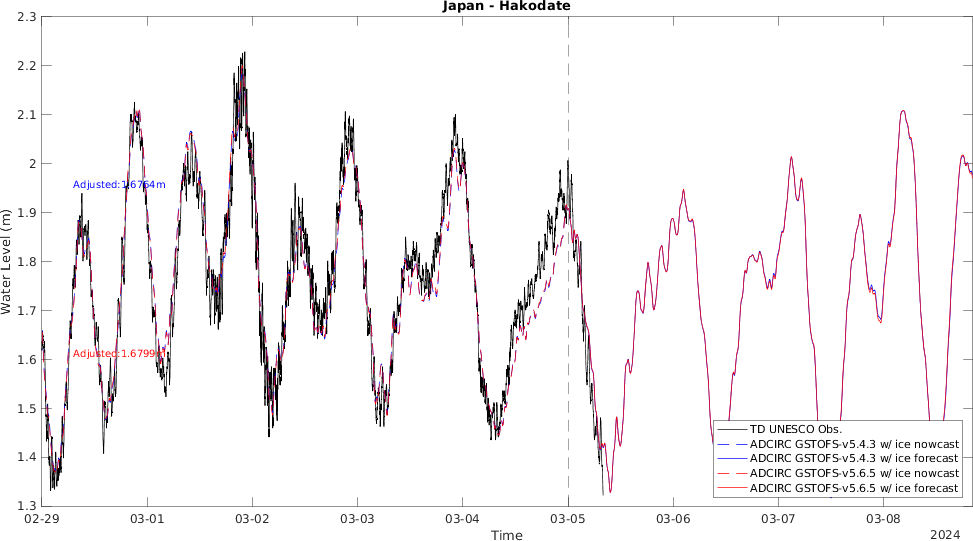 Japan - Hakodate
2.3
2.2
2.1
2
1.9
1.8
1.7
1.6
1.5
1.4
1.3
Water Level (m)
Adjusted:1.6764m
Adjusted:1.6799m
TD UNESCO Obs.
ADCIRC GSTOFS-v5.4.3 w/ ice nowcast
ADCIRC GSTOFS-v5.4.3 w/ ice forecast
ADCIRC GSTOFS-v5.6.5 w/ ice nowcast
ADCIRC GSTOFS-v5.6.5 w/ ice forecast
02-29 03-01 03-02 03-03 03-04 03-05 03-06 03-07 03-08
Time
2024